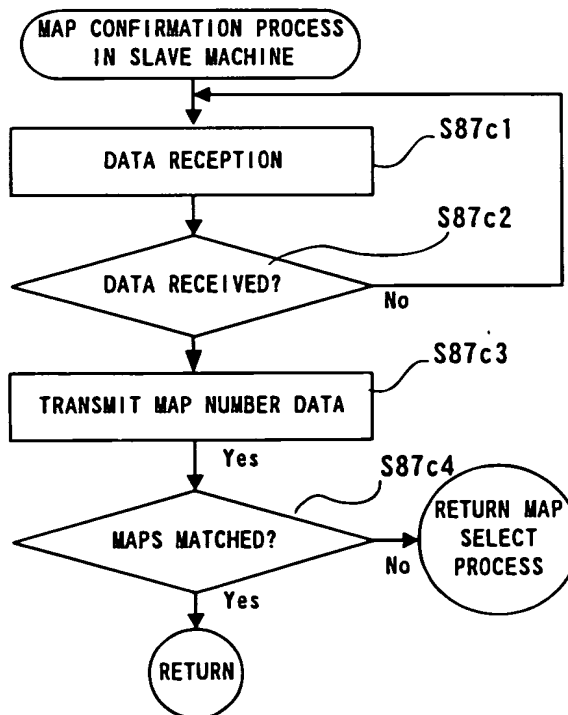 MAP CONFIRMATION PROCESS
IN SLAVE MACHINE
S87c1
DATA RECEPTION
S87c2
DATA RECEIVED?
No
S87c3
TRANSMIT MAP NUMBER DATA
Yes
S87c4
MAPS MATCHED?
No
RETURN MAP
SELECT
PROCESS
Yes
RETURN